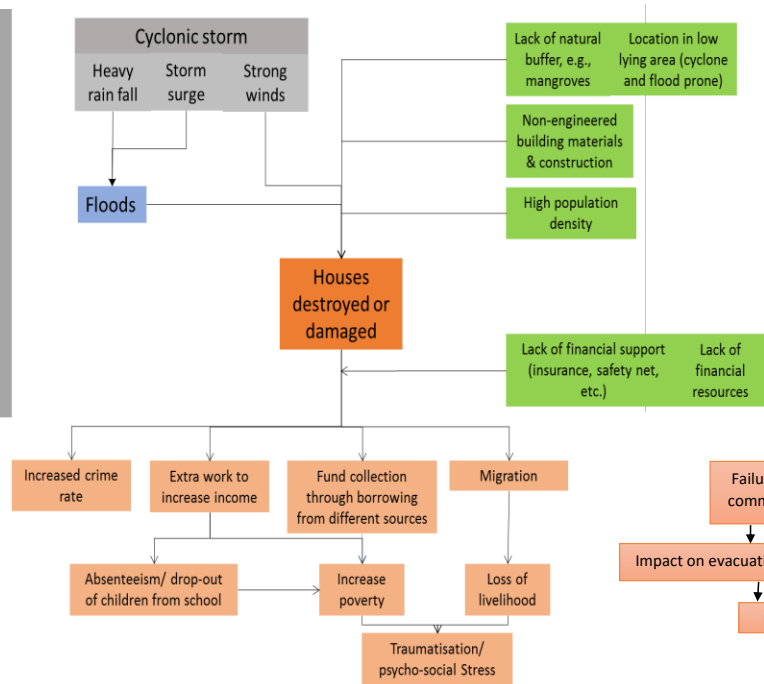 Cyclonic storm
Heavy
rain fall
Storm
surge
Strong
winds
Lack of natural
buffer, e.g.,
mangroves
Location in low
lying area (cyclone
and flood prone)
Non-engineered
building materials
& construction
High population
density
Floods
Houses
destroyed or
damaged
Lack of financial support
(insurance, safety net,
etc.)
Lack of
financial
resources
Increased crime
rate
Extra work to
increase income
Fund collection
through borrowing
from different sources
Migration
Absenteeism/ drop-out
of children from school
Increase
poverty
Loss of
livelihood
Traumatisation/
psycho-social Stress
Impact on